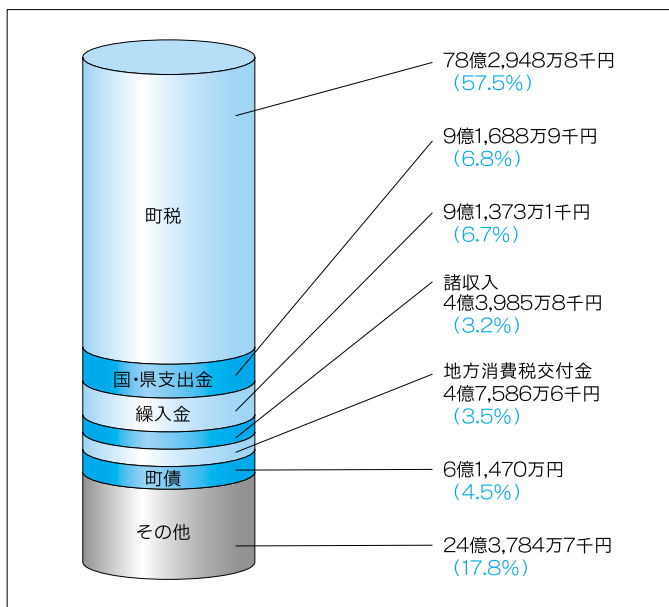 町税
国・県支出金
繰入金
町債
その他
78億2,948万8千円
(57.5%)
9億1,688万9千円
(6.8%)
9億1,373万1千円
(6.7%)
諸収入
4億3,985万8千円
(3.2%)
地方消費税交付金
4億7,586万6千円
(3.5%)
6億1,470万円
(4.5%)
24億3,784万7千円
(17.8%)